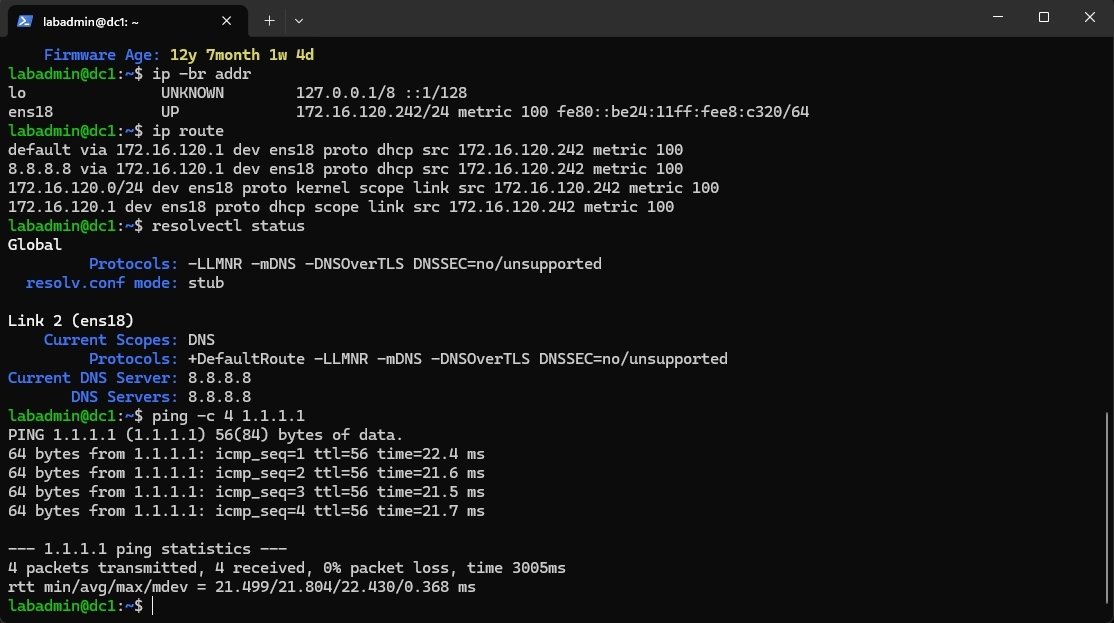 labadmin@dc1: ~
Firmware Age: 12y 7month 1w 4d
labadmin@dc1:~$ ip -br addr
lo UNKNOWN 127.0.0.1/8 ::1/128
ens18 UP 172.16.120.242/24 metric 100 fe80::be24:11ff:fee8:c320/64
labadmin@dc1:~$ ip route
default via 172.16.120.1 dev ens18 proto dhcp src 172.16.120.242 metric 100
8.8.8.8 via 172.16.120.1 dev ens18 proto dhcp src 172.16.120.242 metric 100
172.16.120.0/24 dev ens18 proto kernel scope link src 172.16.120.242 metric 100
172.16.120.1 dev ens18 proto dhcp scope link src 172.16.120.242 metric 100
labadmin@dc1:~$ resolvectl status
Global
Protocols: -LLMNR -mDNS -DNSOverTLS DNSSEC=no/unsupported
resolv.conf mode: stub
Link 2 (ens18)
Current Scopes: DNS
Protocols: +DefaultRoute -LLMNR -mDNS -DNSOverTLS DNSSEC=no/unsupported
Current DNS Server: 8.8.8.8
DNS Servers: 8.8.8.8
labadmin@dc1:~$ ping -c 4 1.1.1.1
PING 1.1.1.1 (1.1.1.1) 56(84) bytes of data.
64 bytes from 1.1.1.1: icmp_seq=1 ttl=56 time=22.4 ms
64 bytes from 1.1.1.1: icmp_seq=2 ttl=56 time=21.6 ms
64 bytes from 1.1.1.1: icmp_seq=3 ttl=56 time=21.5 ms
64 bytes from 1.1.1.1: icmp_seq=4 ttl=56 time=21.7 ms
--- 1.1.1.1 ping statistics ---
4 packets transmitted, 4 received, 0% packet loss, time 3005ms
rtt min/avg/max/mdev = 21.499/21.804/22.430/0.368 ms
labadmin@dc1:~$